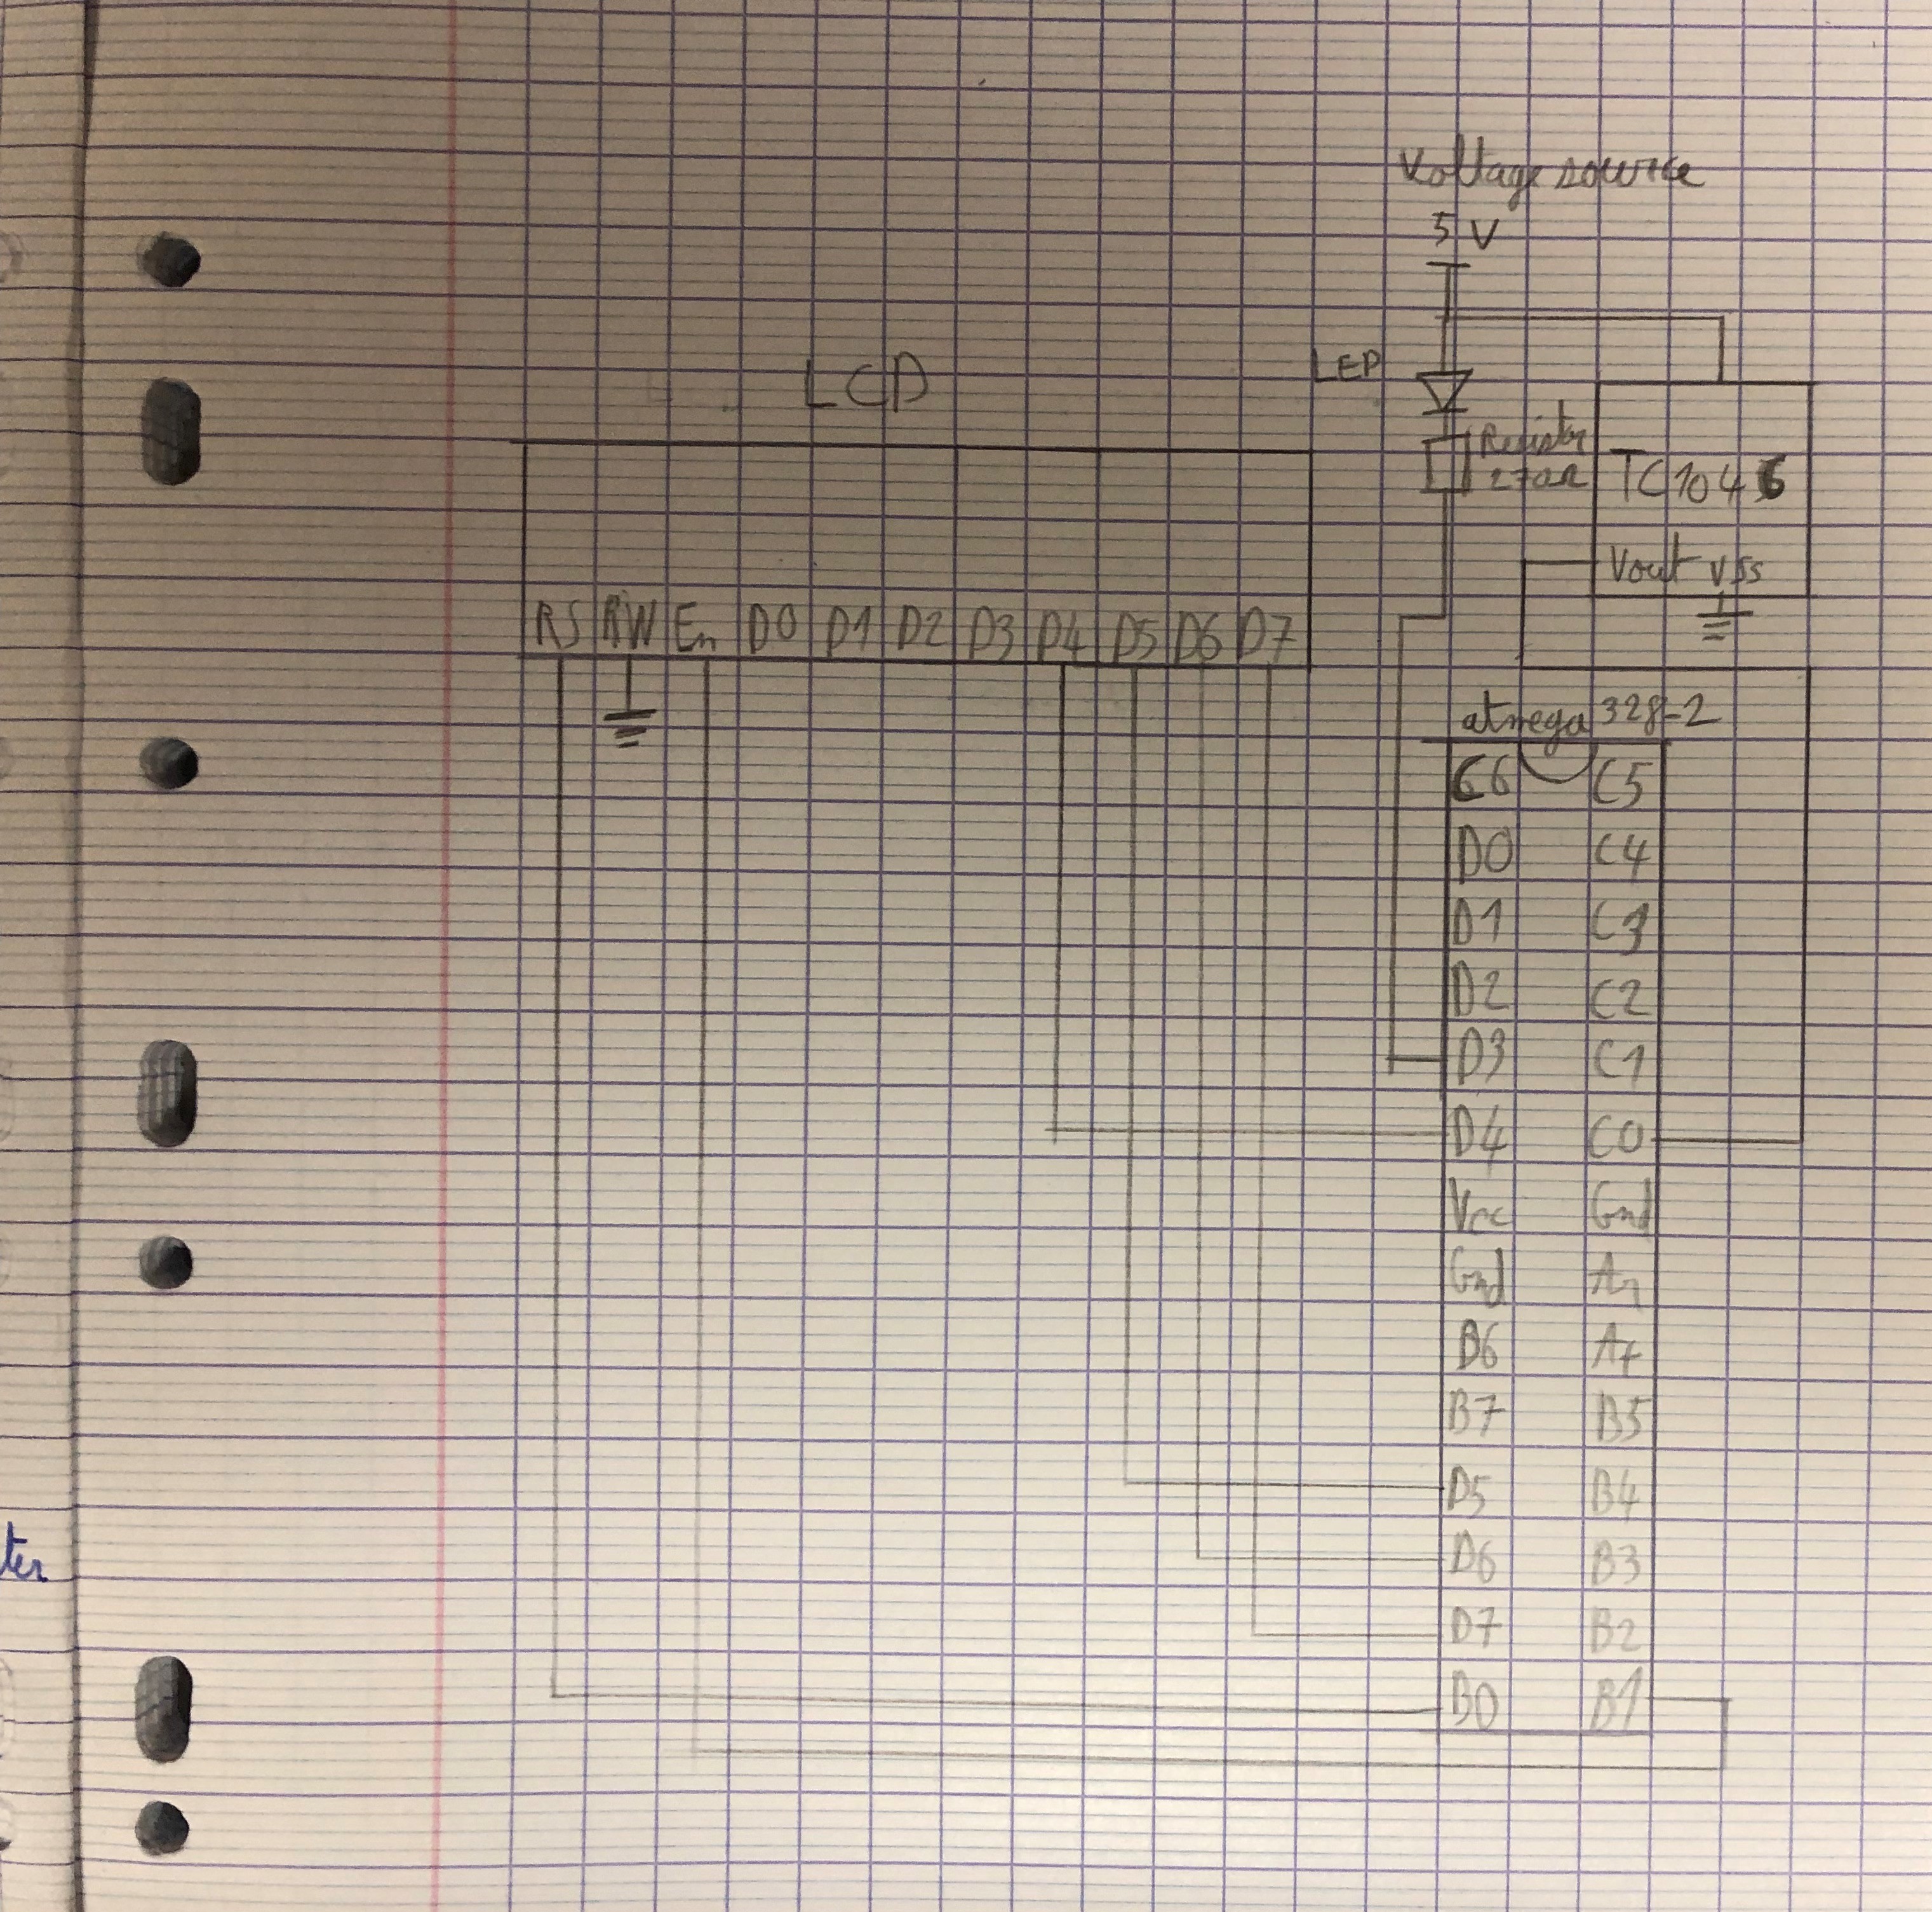 Voltage source
5 V
LCD
LED
Resistor
270Ω
TC1046
Vout Vss
RS RW En D0 D1 D2 D3 D4 D5 D6 D7
atmega 328-2
C6 C5
D0 C4
D1 C3
D2 C2
D3 C1
D4 C0
Vcc Gnd
Gnd
B6
B7 B5
D5 B4
D6 B3
ter
D7 B2
B0 B1